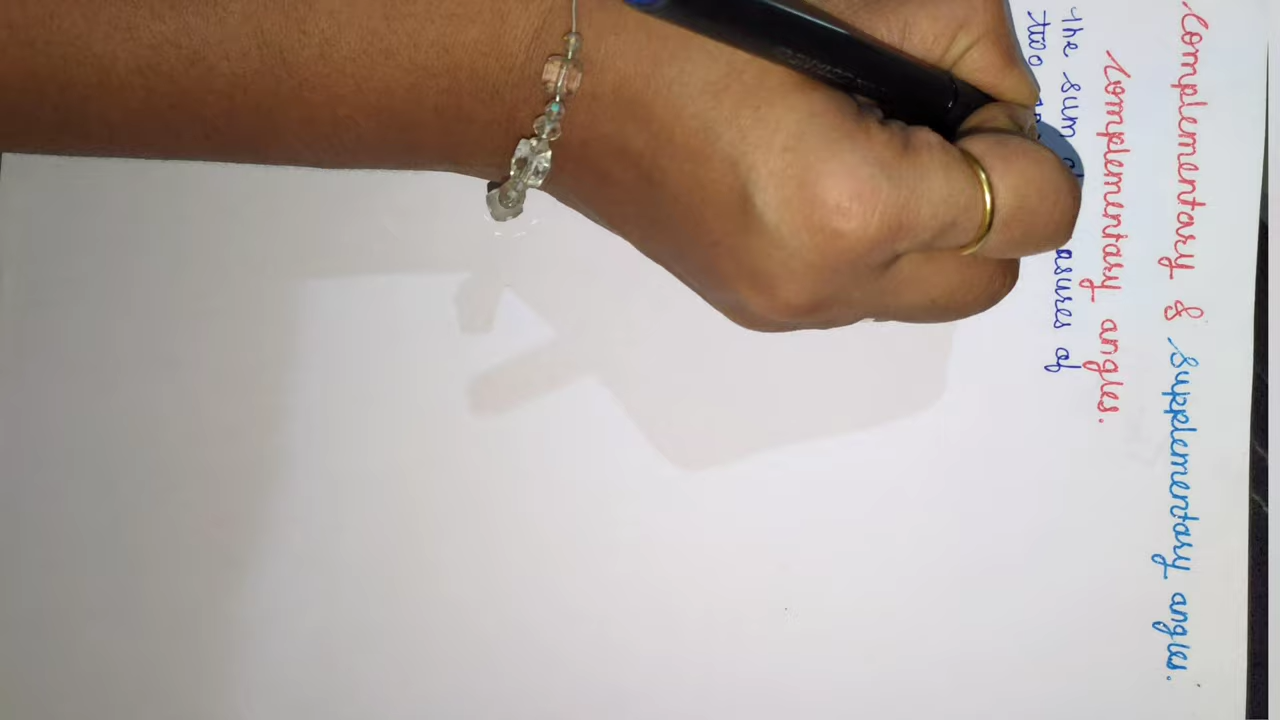 Complementary & Supplementary angles.
Complementary angles.
The sum asures of
two